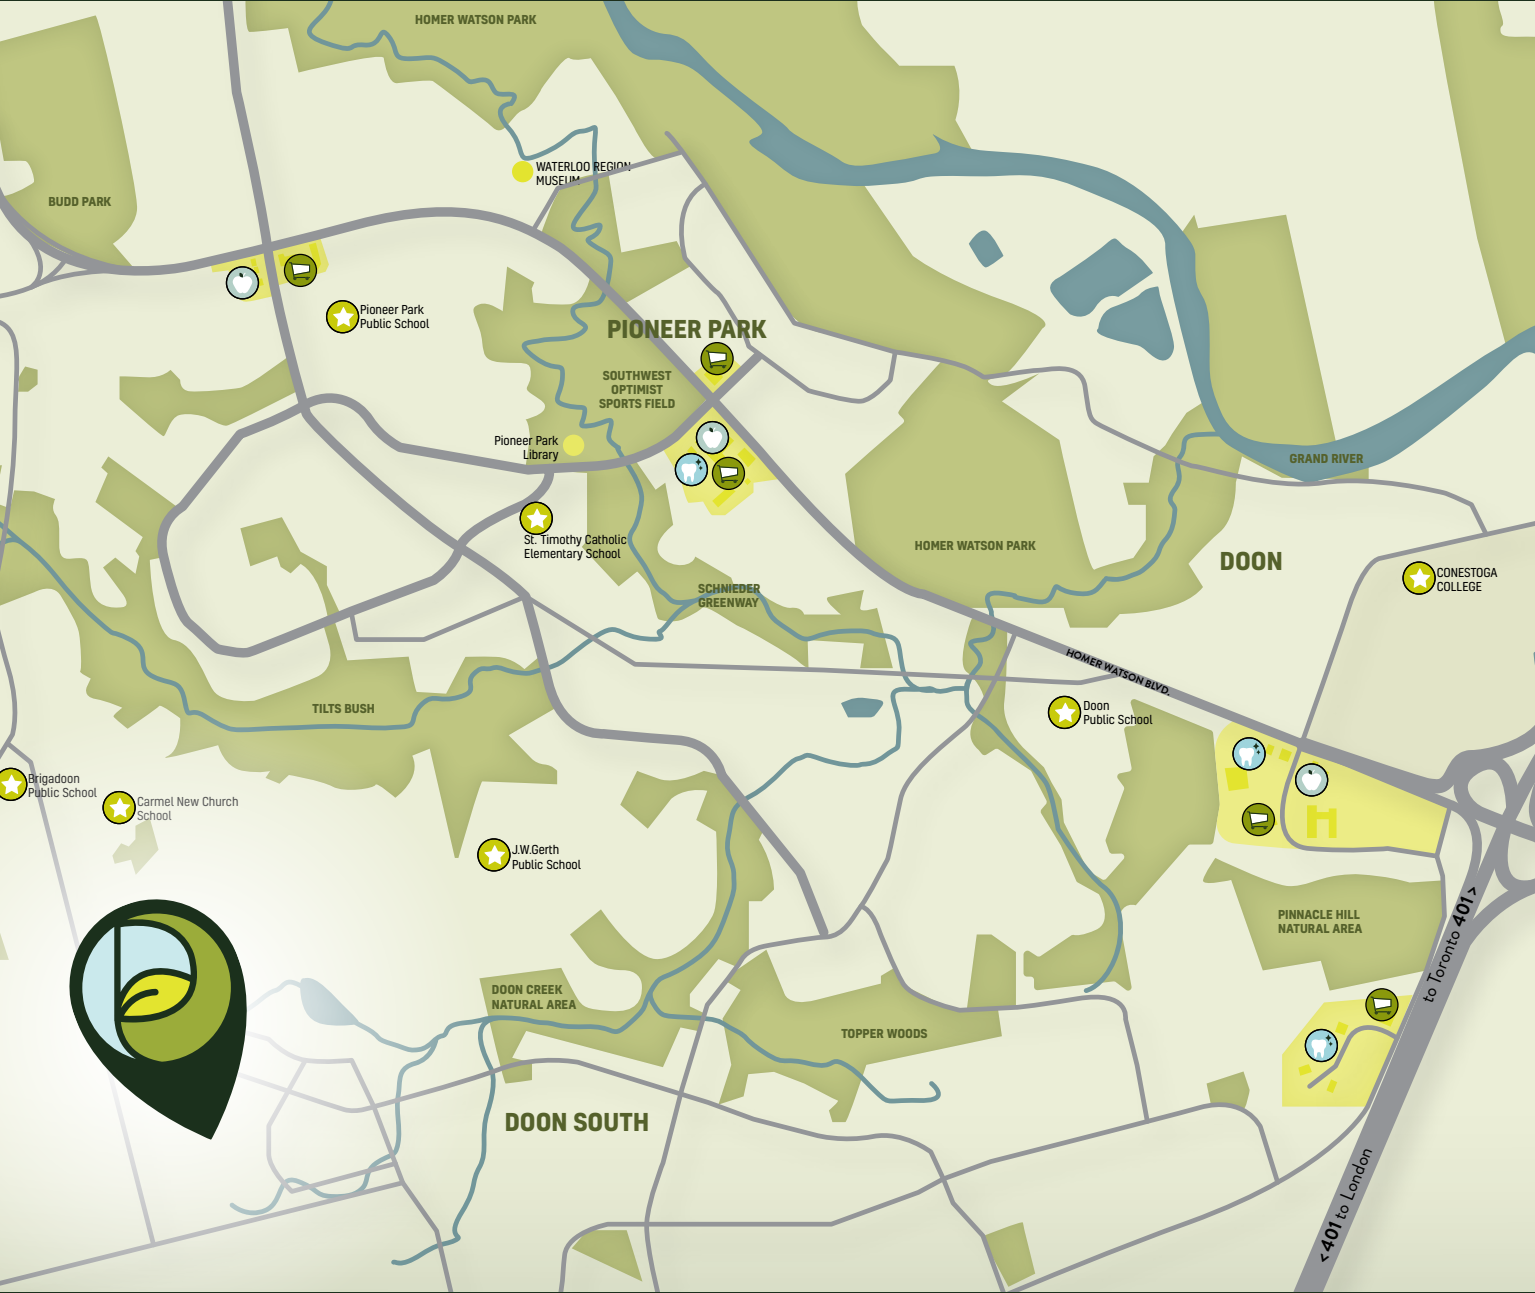 HOMER WATSON PARK
WATERLOO REGION
MUSEUM
BUDD PARK
Pioneer Park
Public School
PIONEER PARK
SOUTHWEST
OPTIMIST
SPORTS FIELD
Pioneer Park
Library
GRAND RIVER
St. Timothy Catholic
Elementary School
HOMER WATSON PARK
DOON
CONESTOGA
COLLEGE
SCHNIEDER
GREENWAY
HOMER WATSON BLVD.
TILTS BUSH
Doon
Public School
Brigadoon
Public School
Carmel New Church
School
H
J.W.Gerth
Public School
PINNACLE HILL
NATURAL AREA
to Toronto 401>
DOON CREEK
NATURAL AREA
TOPPER WOODS
DOON SOUTH
<401 to London